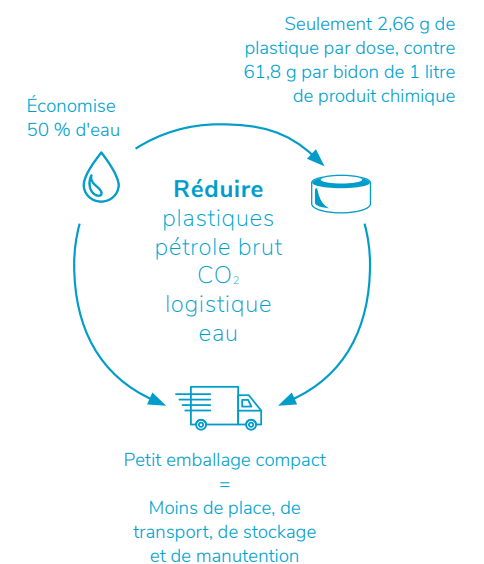 Seulement 2,66 g de
plastique par dose, contre
61,8 g par bidon de 1 litre
de produit chimique
Économise
50 % d'eau
Réduire
plastiques
pétrole brut
CO₂
logistique
eau
Petit emballage compact
=
Moins de place, de
transport, de stockage
et de manutention